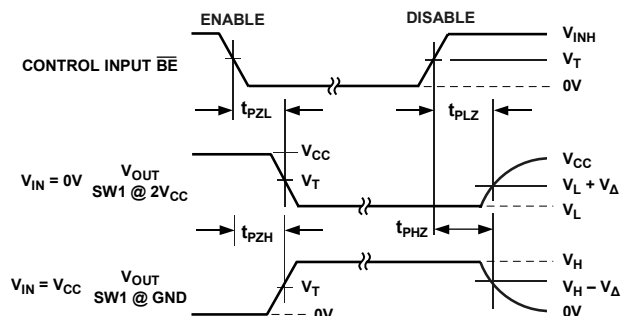 ENABLE DISABLE
V_INH
CONTROL INPUT B̅E̅ V_T
0V
t_PZL t_PLZ
V_CC V_CC
V_IN = 0V V_OUT SW1 @ 2V_CC V_T V_L + V_Δ
V_L
t_PZH t_PHZ
V_H
V_IN = V_CC V_OUT SW1 @ GND V_T V_H – V_Δ
0V 0V